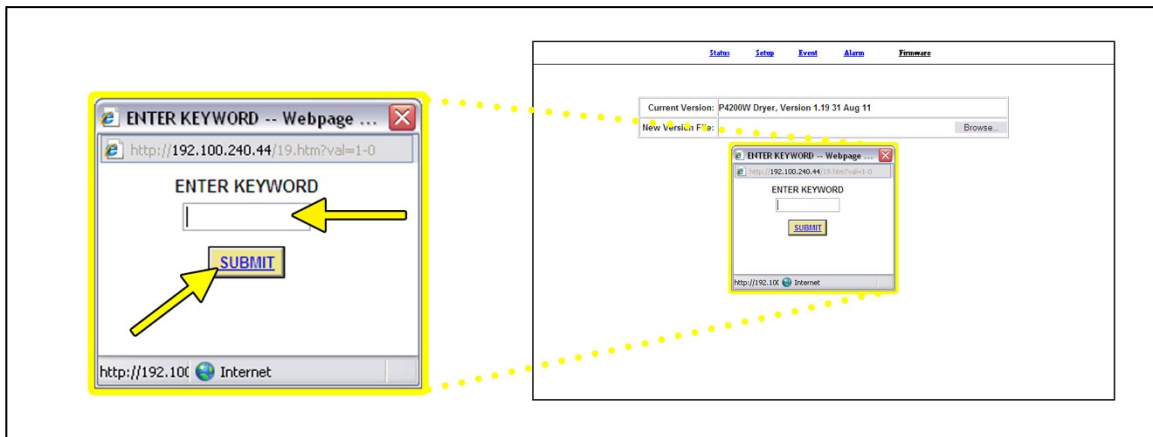 ENTER KEYWORD -- Webpage ...
http://192.100.240.44/19.htm?val=1-0
ENTER KEYWORD
SUBMIT
http://192.10( Internet
Status Setup Event Alarm Firmware
Current Version: P4200W Dryer, Version 1.19 31 Aug 11
New Version File: Browse...
ENTER KEYWORD -- Webpage ...
http://192.100.240.44/19.htm?val=1-0
ENTER KEYWORD
SUBMIT
http://192.10( Internet